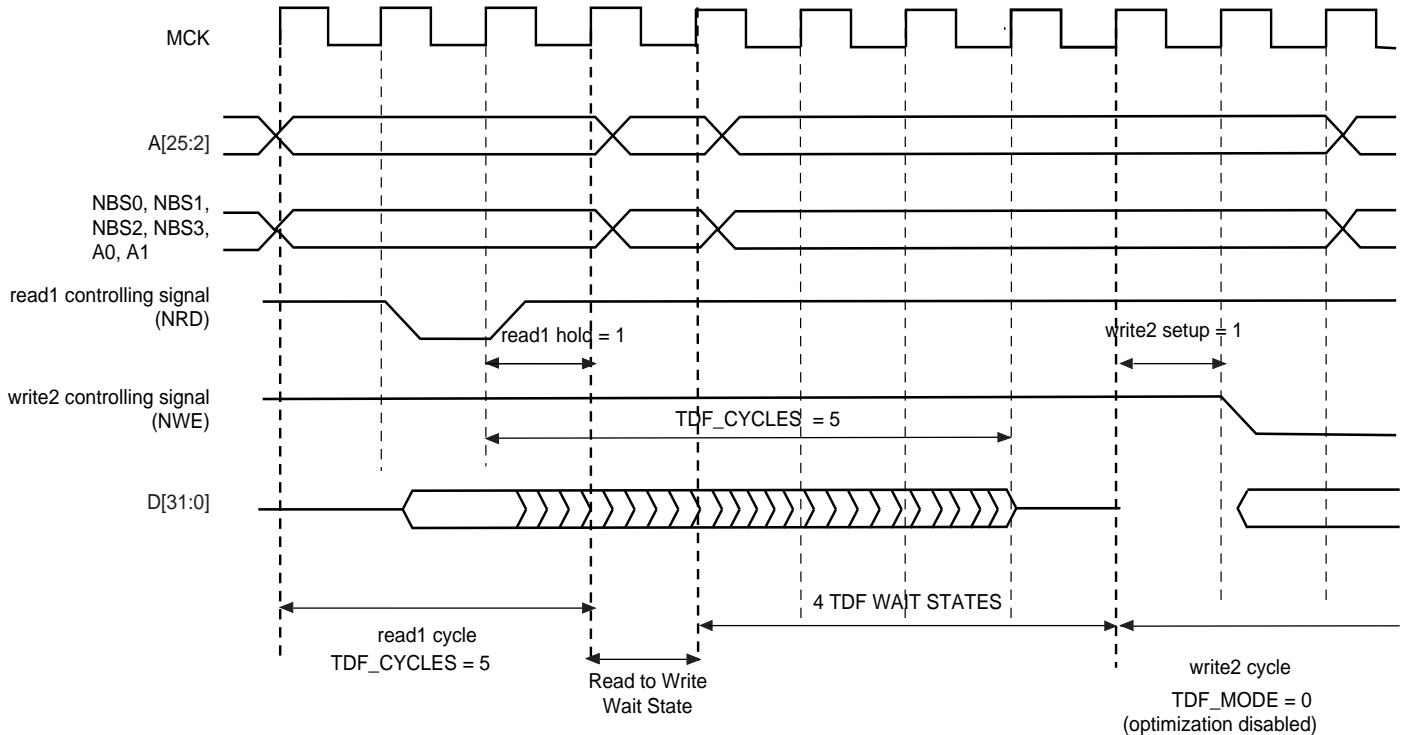 MCK
A[25:2]
NBS0, NBS1,
NBS2, NBS3,
A0, A1
read1 controlling signal
(NRD)
read1 hold = 1
write2 setup = 1
write2 controlling signal
(NWE)
TDF_CYCLES = 5
D[31:0]
4 TDF WAIT STATES
read1 cycle
TDF_CYCLES = 5
Read to Write
Wait State
write2 cycle
TDF_MODE = 0
(optimization disabled)